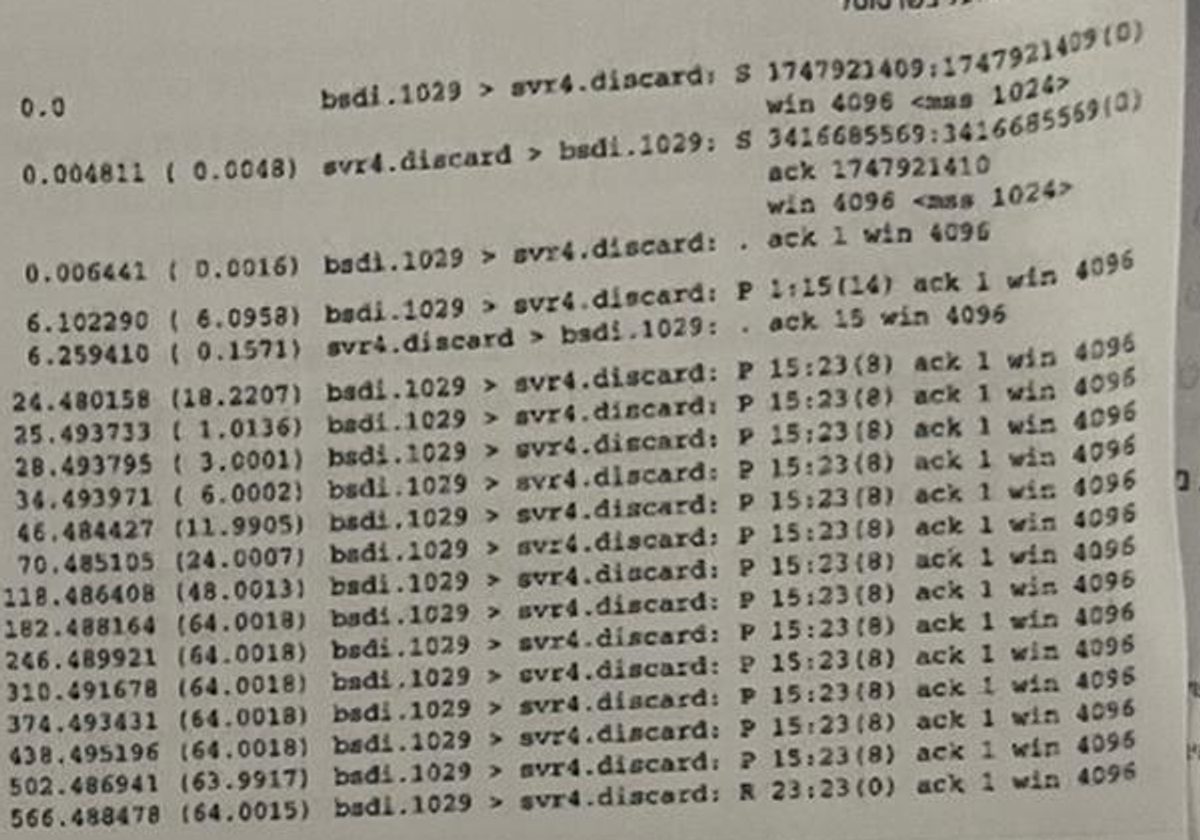 0.0 bsdi.1029 > svr4.discard: S 1747921409:1747921409(0)
win 4096 <mss 1024>
0.004811 ( 0.0048) svr4.discard > bsdi.1029: S 3416685569:3416685569(0)
ack 1747921410
win 4096 <mss 1024>
0.006441 ( 0.0016) bsdi.1029 > svr4.discard: . ack 1 win 4096
6.102290 ( 6.0958) bsdi.1029 > svr4.discard: P 1:15(14) ack 1 win 4096
6.259410 ( 0.1571) svr4.discard > bsdi.1029: . ack 15 win 4096
24.480158 (18.2207) bsdi.1029 > svr4.discard: P 15:23(8) ack 1 win 4096
25.493733 ( 1.0136) bsdi.1029 > svr4.discard: P 15:23(8) ack 1 win 4096
28.493795 ( 3.0001) bsdi.1029 > svr4.discard: P 15:23(8) ack 1 win 4096
34.493971 ( 6.0002) bsdi.1029 > svr4.discard: P 15:23(8) ack 1 win 4096
46.484427 (11.9905) bsdi.1029 > svr4.discard: P 15:23(8) ack 1 win 4096
70.485105 (24.0007) bsdi.1029 > svr4.discard: P 15:23(8) ack 1 win 4096
118.486408 (48.0013) bsdi.1029 > svr4.discard: P 15:23(8) ack 1 win 4096
182.488164 (64.0018) bsdi.1029 > svr4.discard: P 15:23(8) ack 1 win 4096
246.489921 (64.0018) bsdi.1029 > svr4.discard: P 15:23(8) ack 1 win 4096
310.491678 (64.0018) bsdi.1029 > svr4.discard: P 15:23(8) ack 1 win 4096
374.493431 (64.0018) bsdi.1029 > svr4.discard: P 15:23(8) ack 1 win 4096
438.495196 (64.0018) bsdi.1029 > svr4.discard: P 15:23(8) ack 1 win 4096
502.486941 (63.9917) bsdi.1029 > svr4.discard: P 15:23(8) ack 1 win 4096
566.488478 (64.0015) bsdi.1029 > svr4.discard: R 23:23(0) ack 1 win 4096